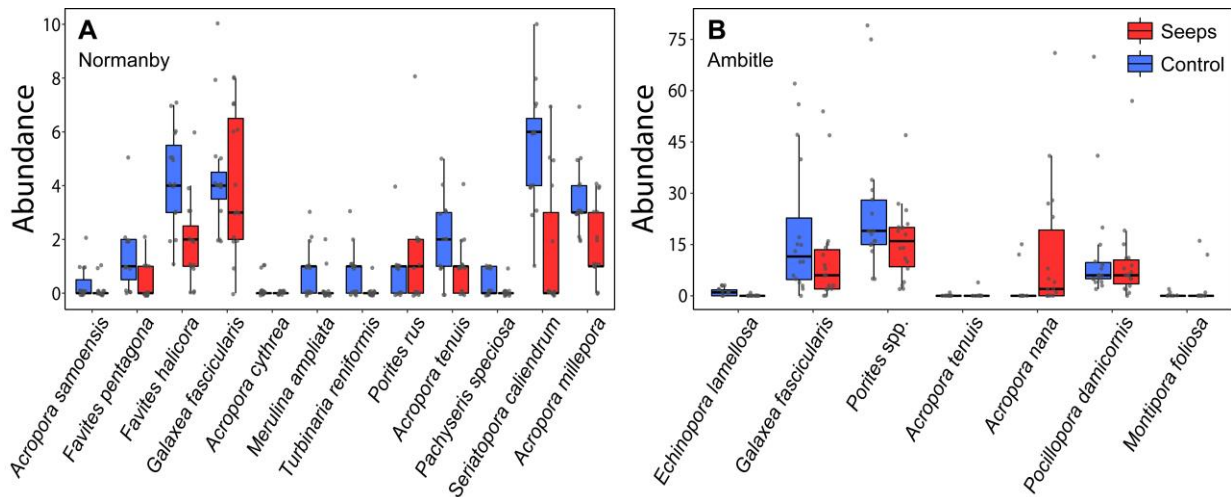 A
Normanby
Abundance
10
8
6
4
2
0
Acropora samoensis
Favites pentagona
Favites halicora
Galaxea fascicularis
Acropora cythrea
Merulina ampliata
Turbinaria reniformis
Porites rus
Acropora tenuis
Pachyseris speciosa
Seriatopora caliendrum
Acropora millepora
B
Ambitle
Seeps
Control
Abundance
75
60
45
30
15
0
Echinopora lamellosa
Galaxea fascicularis
Porites spp.
Acropora tenuis
Acropora nana
Pocillopora damicornis
Montipora foliosa